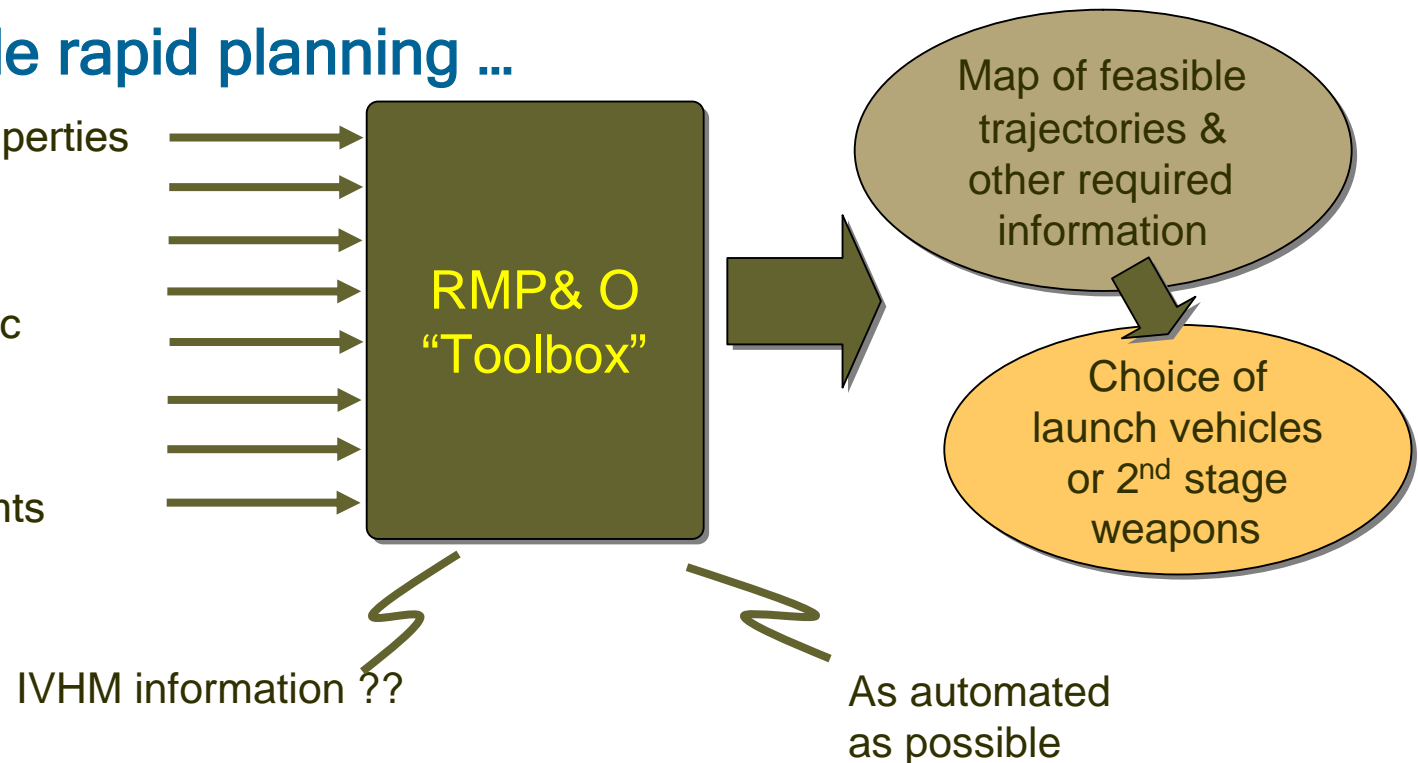 le rapid planning ...
perties
c
nts
RMP& O
“Toolbox”
Map of feasible
trajectories &
other required
information
Choice of
launch vehicles
or 2nd stage
weapons
IVHM information ??
As automated
as possible